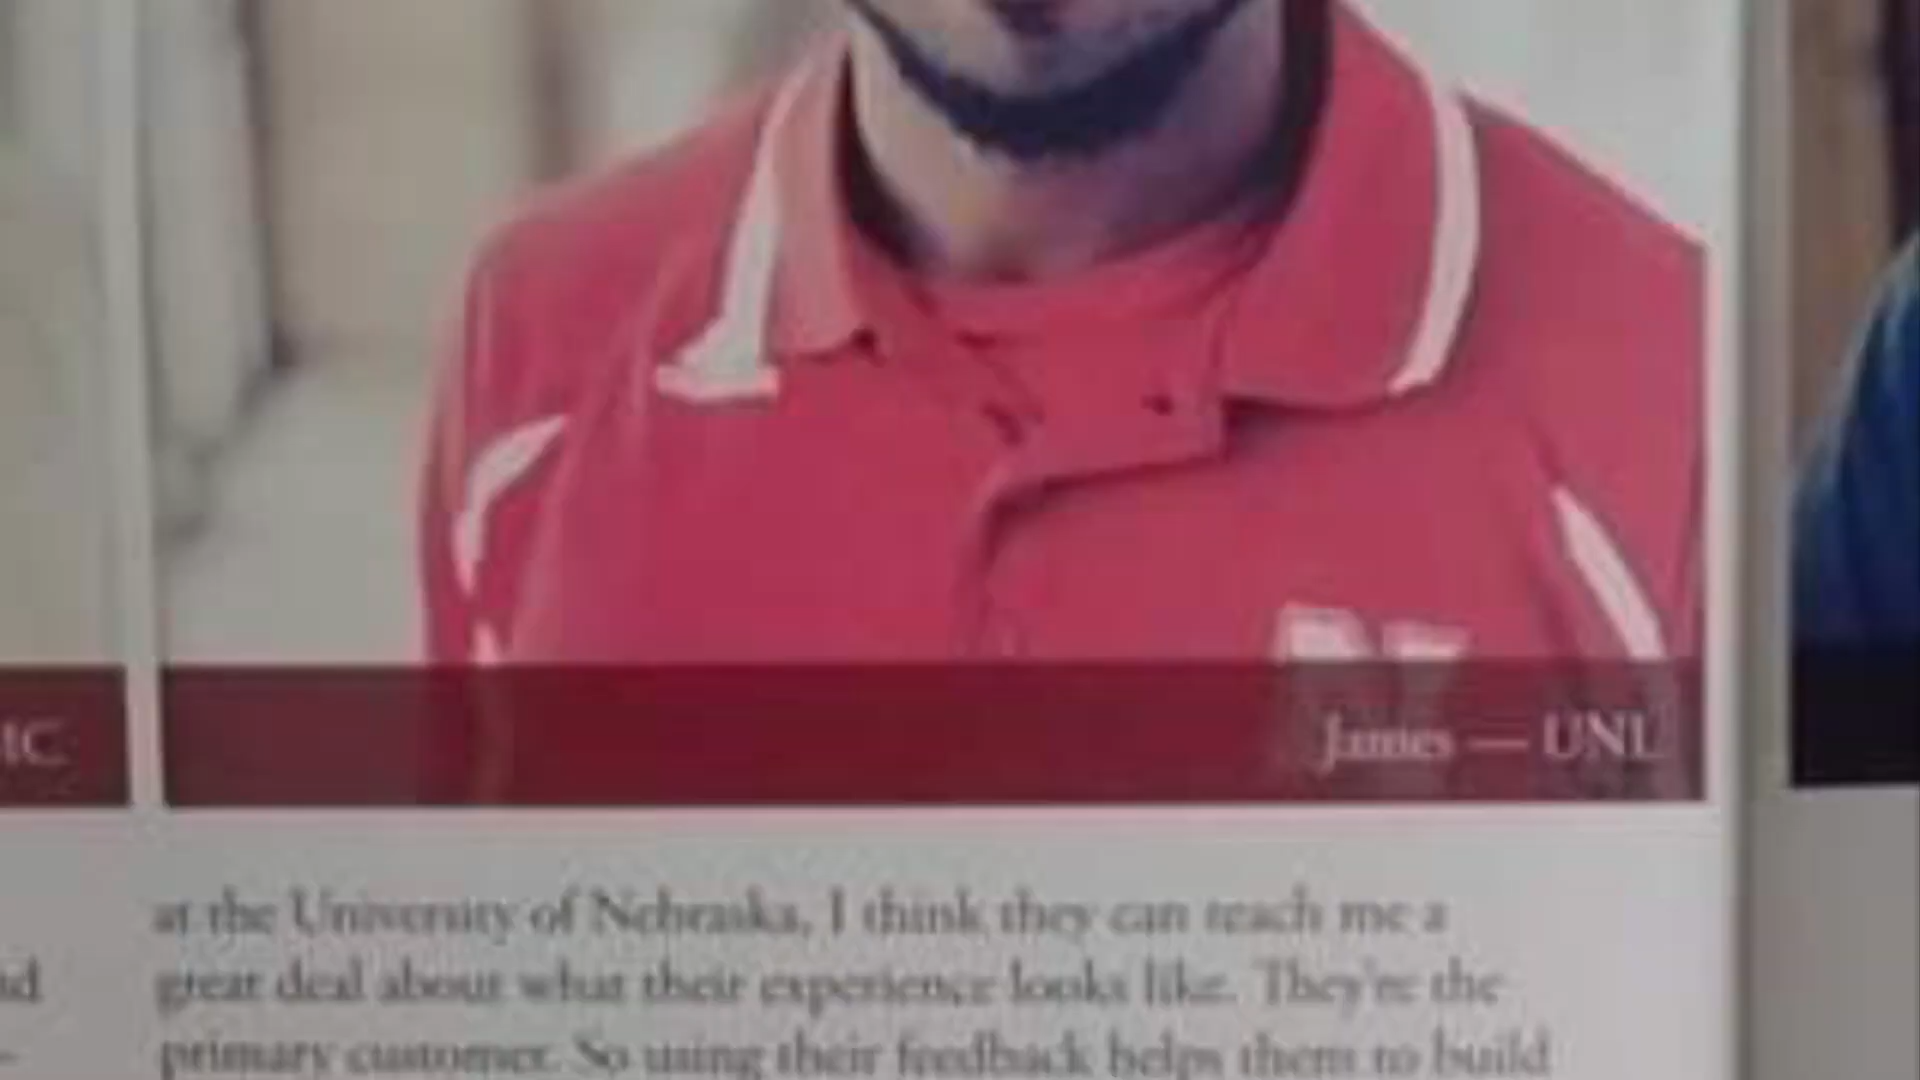 IC
James — UNL
at the University of Nebraska, I think they can teach me a
great deal about what their experience looks like. They're the
primary customer. So using their feedback helps them to build
nd
-
N